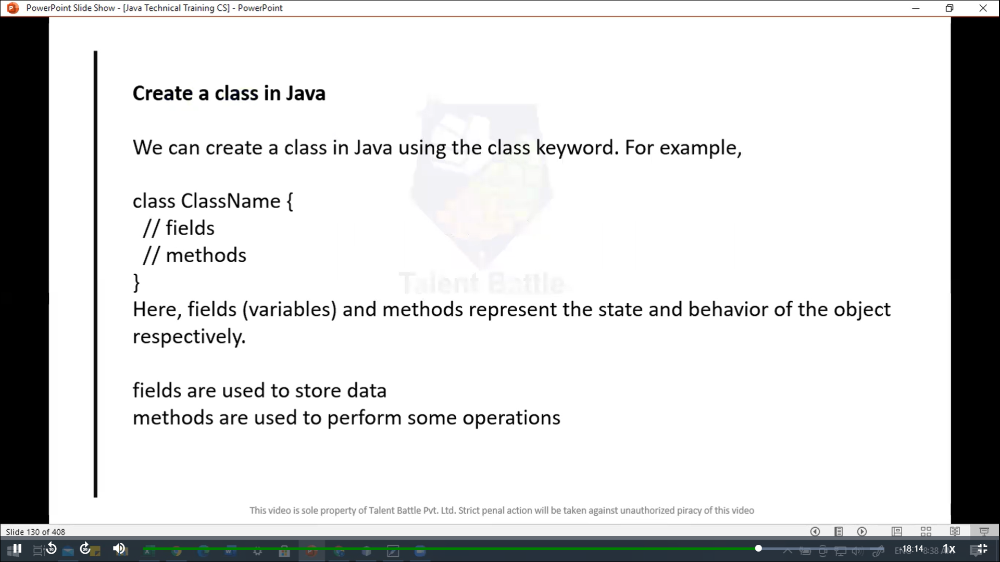 PowerPoint Slide Show - [Java Technical Training CS] - PowerPoint
Create a class in Java
We can create a class in Java using the class keyword. For example,
class ClassName {
// fields
// methods
}
Talent Battle
Here, fields (variables) and methods represent the state and behavior of the object
respectively.
fields are used to store data
methods are used to perform some operations
This video is sole property of Talent Battle Pvt. Ltd. Strict penal action will be taken against unauthorized piracy of this video
Slide 130 of 408
10
30
-18:14
1x